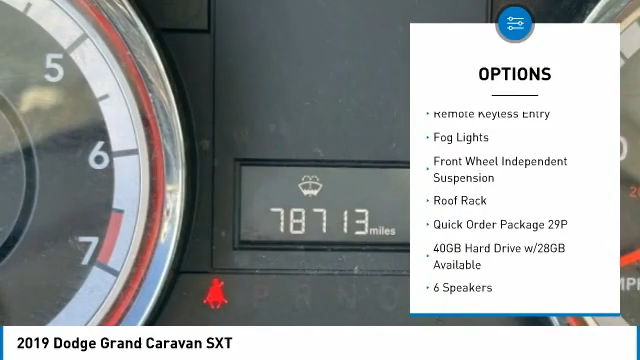 5
6
7
78713 miles
P R N
OPTIONS
Remote Keyless Entry
Fog Lights
Front Wheel Independent
Suspension
Roof Rack
Quick Order Package 29P
40GB Hard Drive w/28GB
Available
6 Speakers
2019 Dodge Grand Caravan SXT